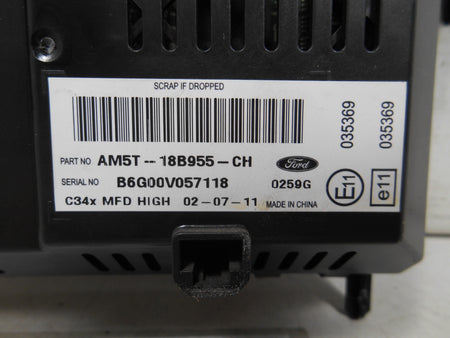 SCRAP IF DROPPED
PART NO AM5T--18B955-CH
Ford
SERIAL NO B6G00V057118 0259G
C34x MFD HIGH 02-07-11 MADE IN CHINA
035369
E11
035369
e11